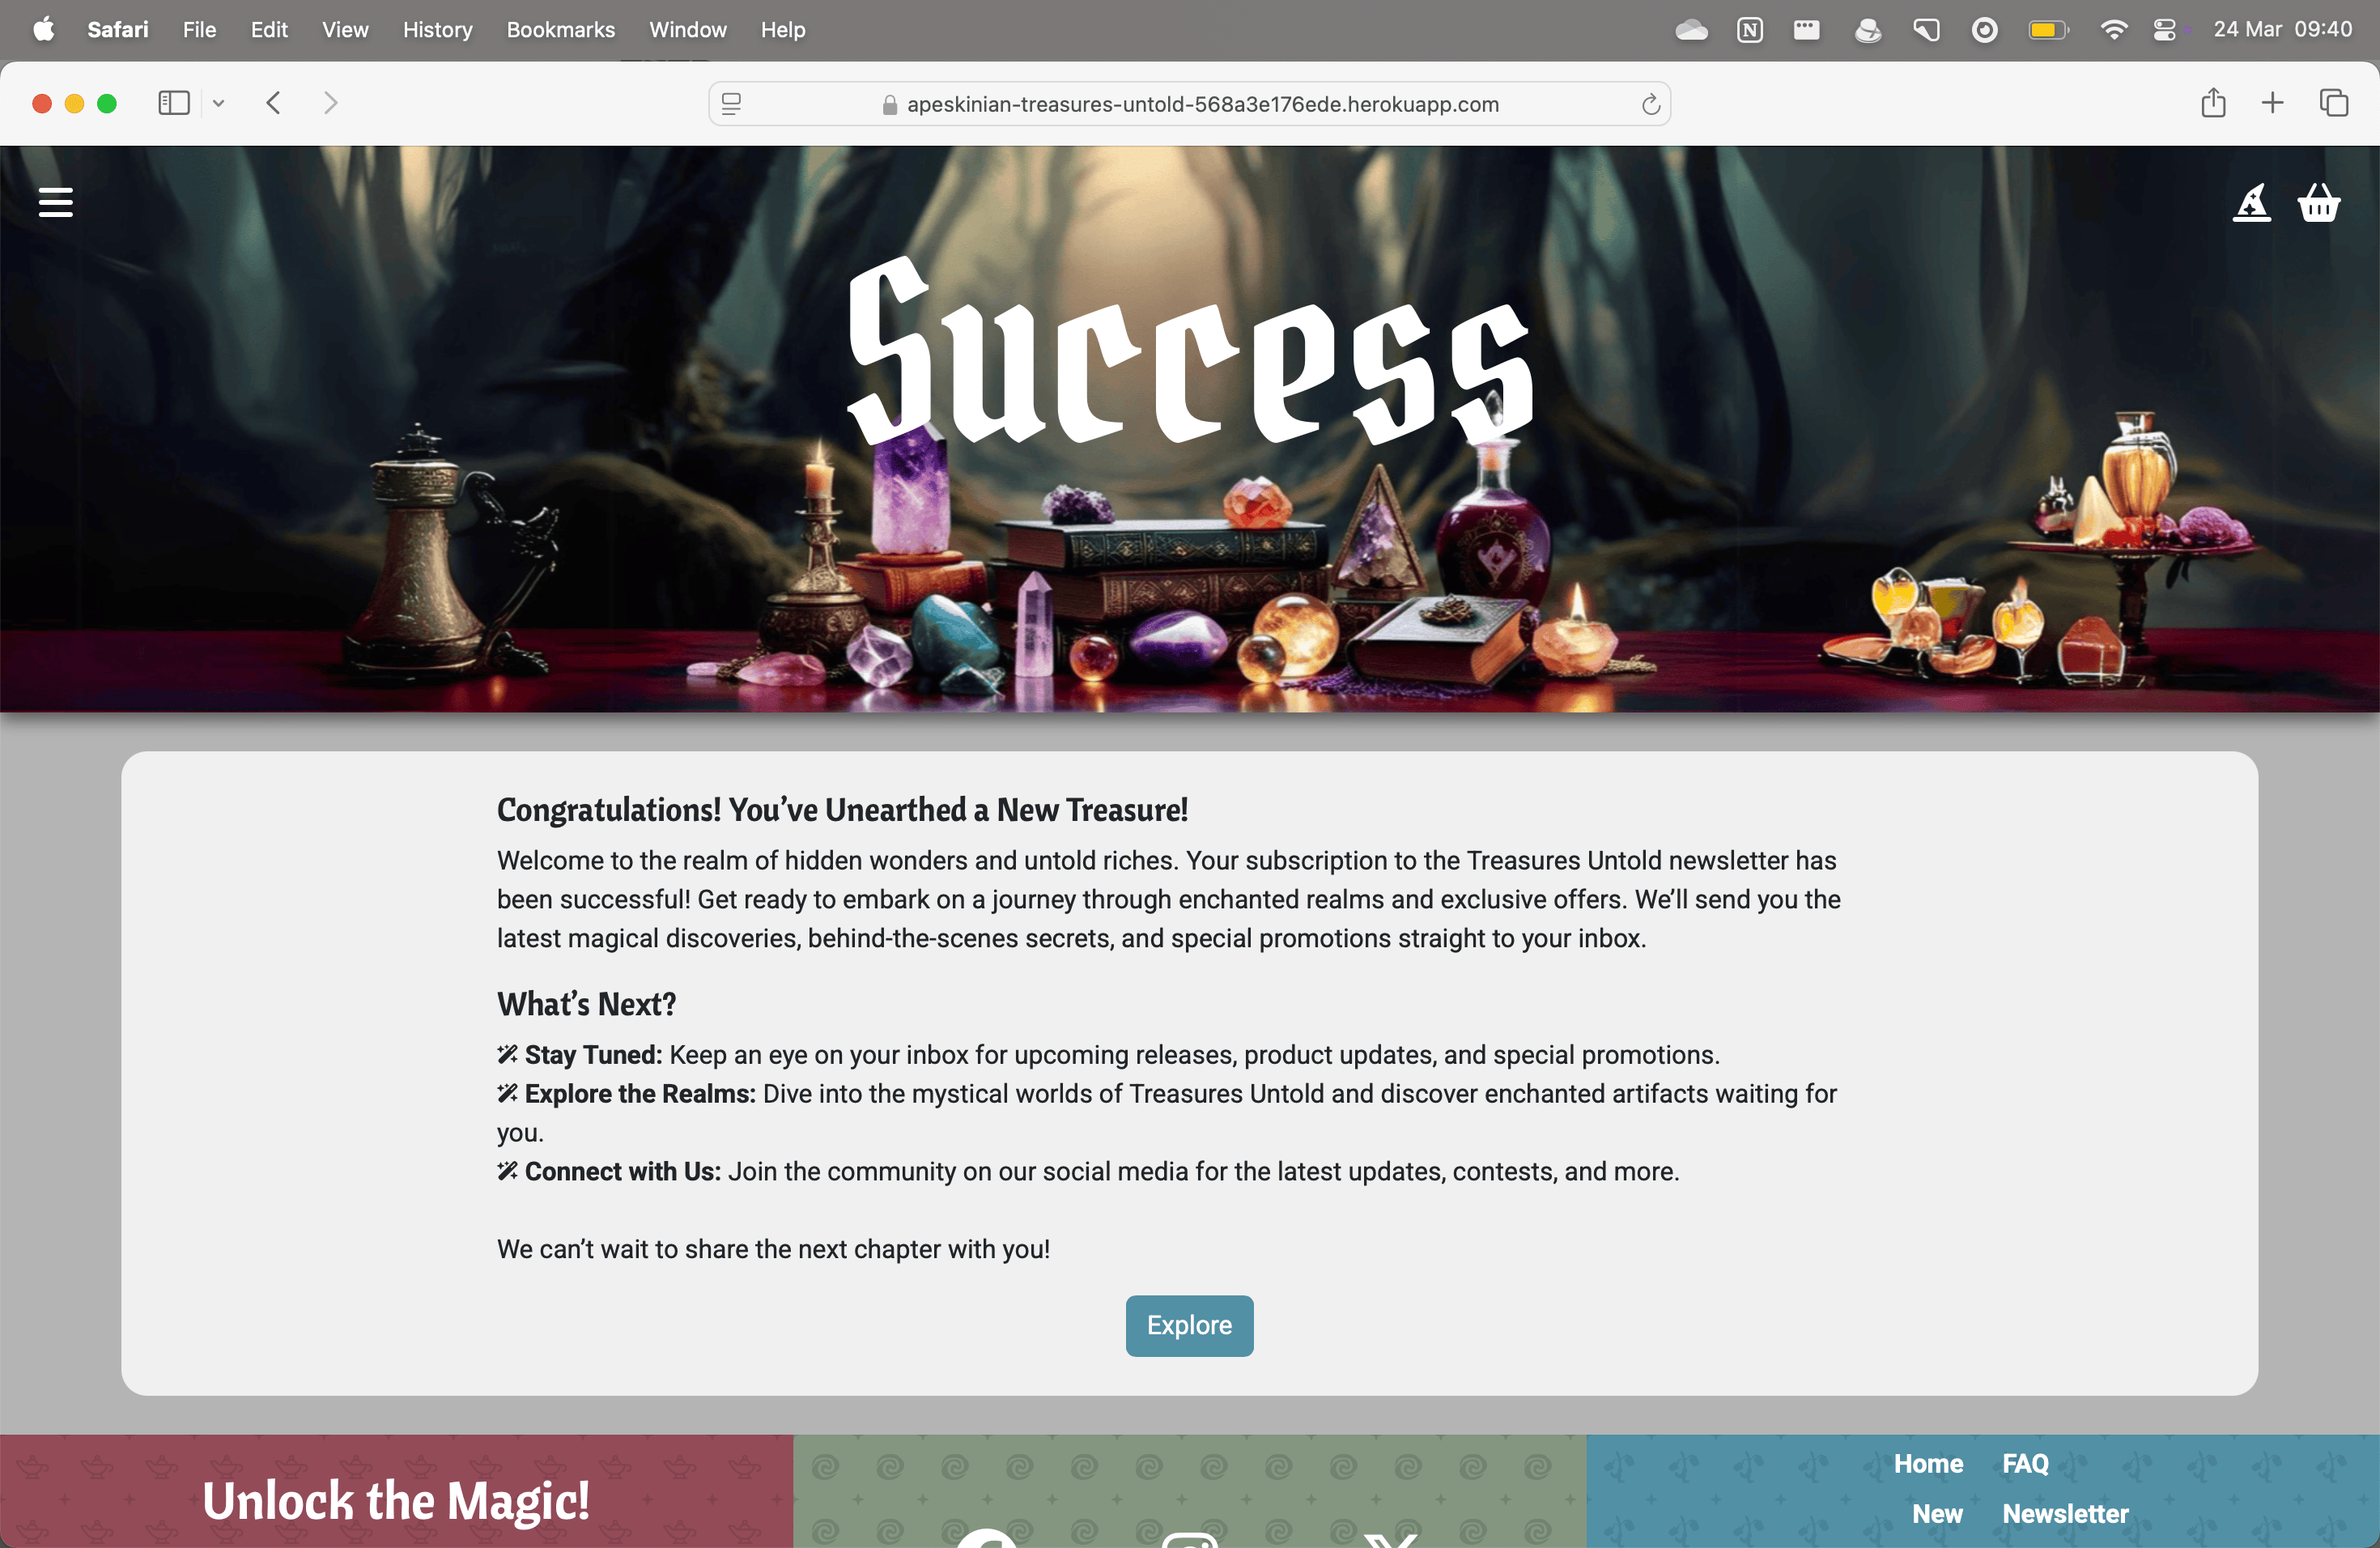 Safari File Edit View History Bookmarks Window Help N 24 Mar 09:40
apeskinian-treasures-untold-568a3e176ede.herokuapp.com
Success
Congratulations! You’ve Unearthed a New Treasure!
Welcome to the realm of hidden wonders and untold riches. Your subscription to the Treasures Untold newsletter has
been successful! Get ready to embark on a journey through enchanted realms and exclusive offers. We’ll send you the
latest magical discoveries, behind-the-scenes secrets, and special promotions straight to your inbox.
What’s Next?
Stay Tuned: Keep an eye on your inbox for upcoming releases, product updates, and special promotions.
Explore the Realms: Dive into the mystical worlds of Treasures Untold and discover enchanted artifacts waiting for
you.
Connect with Us: Join the community on our social media for the latest updates, contests, and more.
We can’t wait to share the next chapter with you!
Explore
Unlock the Magic!
Home FAQ
New Newsletter